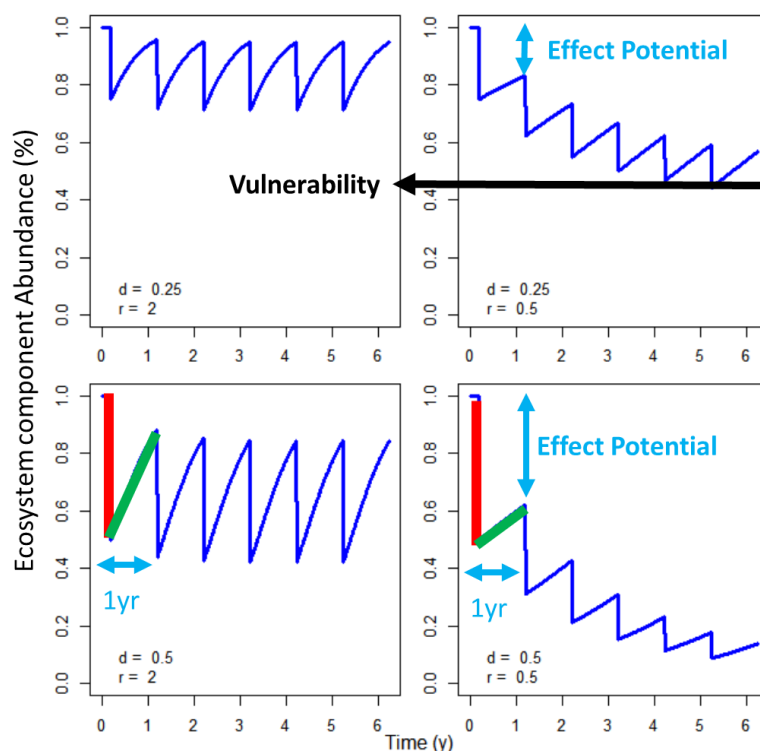 Ecosystem component Abundance (%)
1.0
0.8
0.6
0.4
0.2
0.0
d = 0.25
r = 2
0 1 2 3 4 5 6
1.0
0.8
0.6
0.4
0.2
0.0
Effect Potential
Vulnerability
d = 0.25
r = 0.5
0 1 2 3 4 5 6
1.0
0.8
0.6
0.4
0.2
0.0
1yr
d = 0.5
r = 2
0 1 2 3 4 5 6
1.0
0.8
0.6
0.4
0.2
0.0
Effect Potential
1yr
d = 0.5
r = 0.5
0 1 2 3 4 5 6
Time (y)